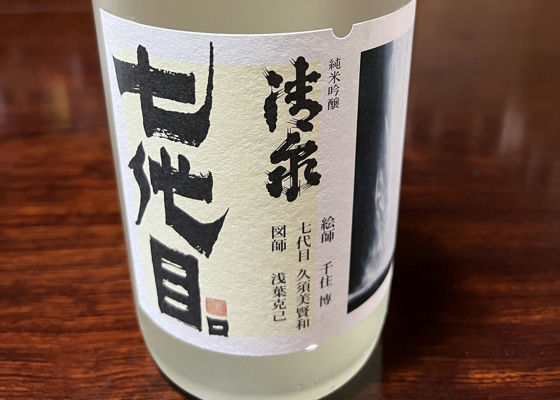 純米吟醸
清泉
七代目
絵師 千住 博
七代目 久須美賢和
図師 浅葉克己